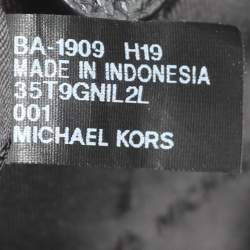 BA-1909 H19
MADE IN INDONESIA
35T9GNIL2L
001
MICHAEL KORS